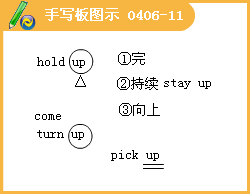 手写板图示 0406-11
hold up
①完
②持续 stay up
③向上
come
turn up
pick up